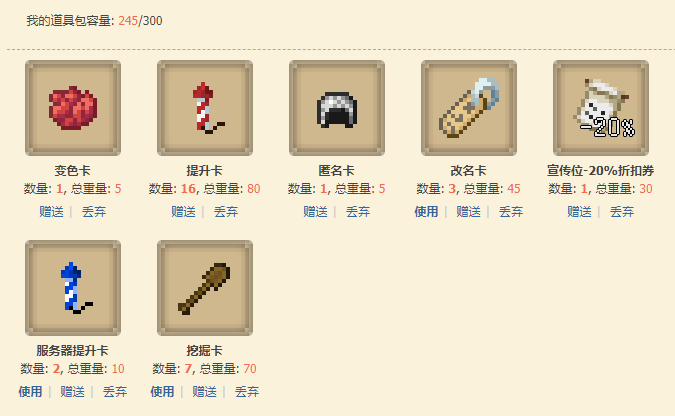 我的道具包容量: 245/300
变色卡 提升卡 匿名卡 改名卡 宣传位-20%折扣券
数量: 1, 总重量: 5 数量: 16, 总重量: 80 数量: 1, 总重量: 5 数量: 3, 总重量: 45 数量: 1, 总重量: 30
赠送 | 丢弃 赠送 | 丢弃 赠送 | 丢弃 使用 | 赠送 | 丢弃 赠送 | 丢弃
-20%
服务器提升卡 挖掘卡
数量: 2, 总重量: 10 数量: 7, 总重量: 70
使用 | 赠送 | 丢弃 使用 | 赠送 | 丢弃